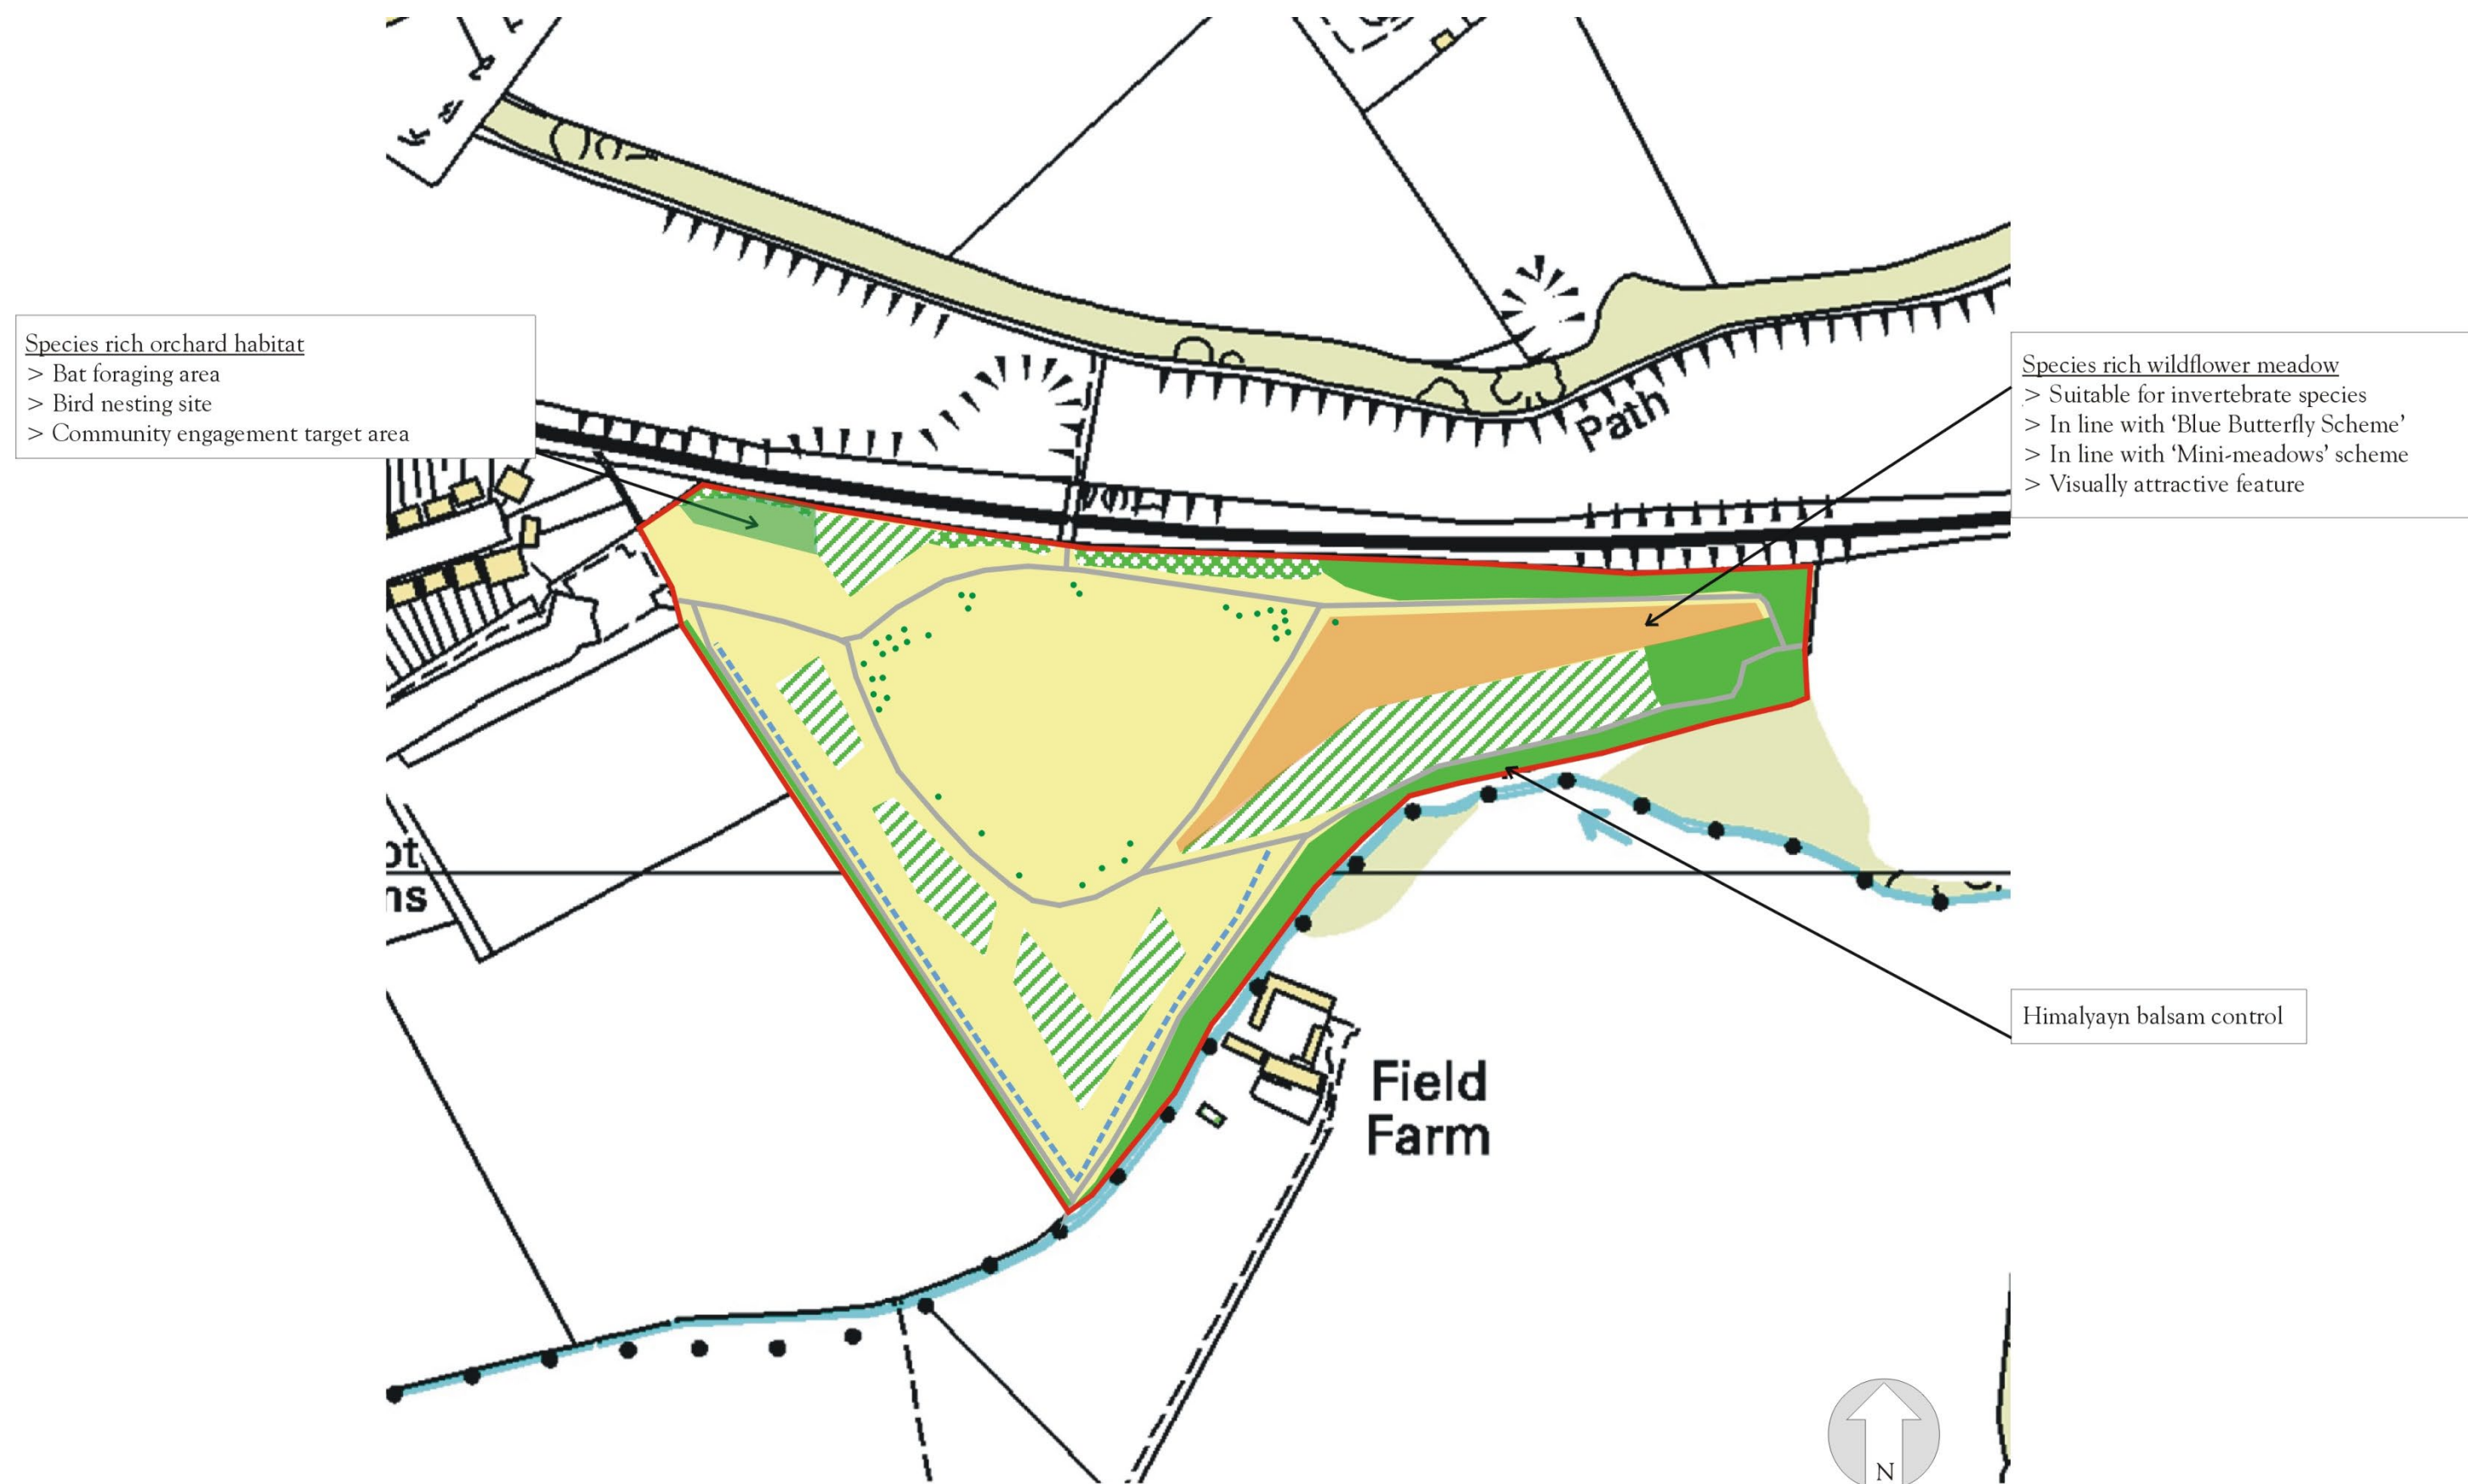 Species rich orchard habitat
> Bat foraging area
> Bird nesting site
> Community engagement target area
Species rich wildflower meadow
> Suitable for invertebrate species
> In line with ‘Blue Butterfly Scheme’
> In line with ‘Mini-meadows’ scheme
> Visually attractive feature
Path
ot
ns
Himalyayn balsam control
Field
Farm
N